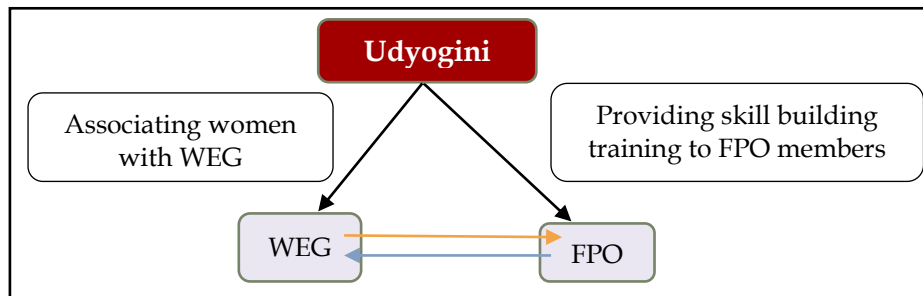 Udyogini
Associating women
with WEG
Providing skill building
training to FPO members
WEG
FPO